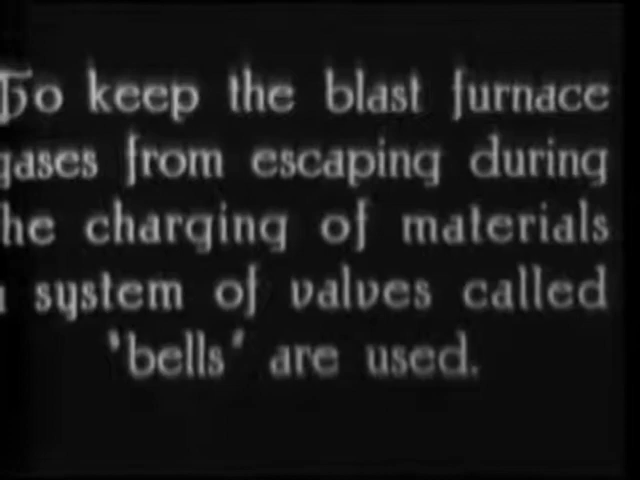 To keep the blast furnace
gases from escaping during
he charging of materials
system of valves called
'bells' are used.